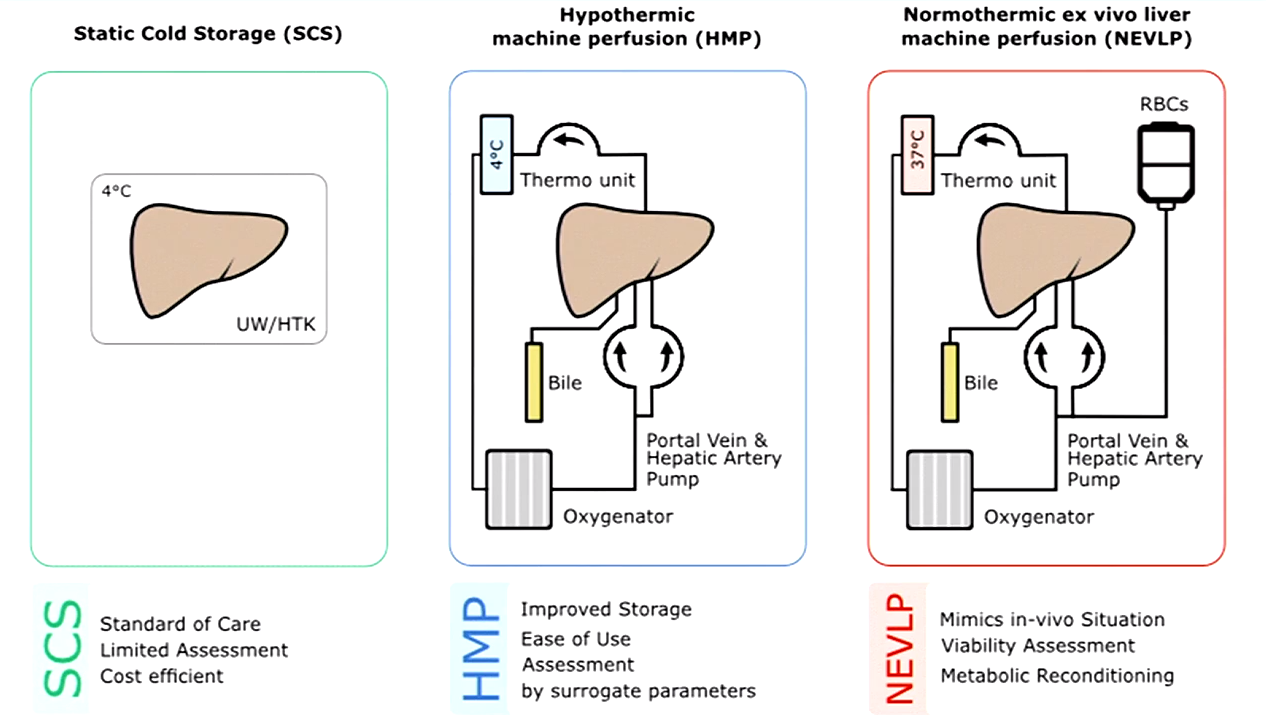 Static Cold Storage (SCS)
4°C
UW/HTK
SCS
Standard of Care
Limited Assessment
Cost efficient
Hypothermic
machine perfusion (HMP)
4°C
Thermo unit
Bile
Portal Vein &
Hepatic Artery
Pump
Oxygenator
HMP
Improved Storage
Ease of Use
Assessment
by surrogate parameters
Normothermic ex vivo liver
machine perfusion (NEVLP)
RBCs
37°C
Thermo unit
Bile
Portal Vein &
Hepatic Artery
Pump
Oxygenator
NEVLP
Mimics in-vivo Situation
Viability Assessment
Metabolic Reconditioning